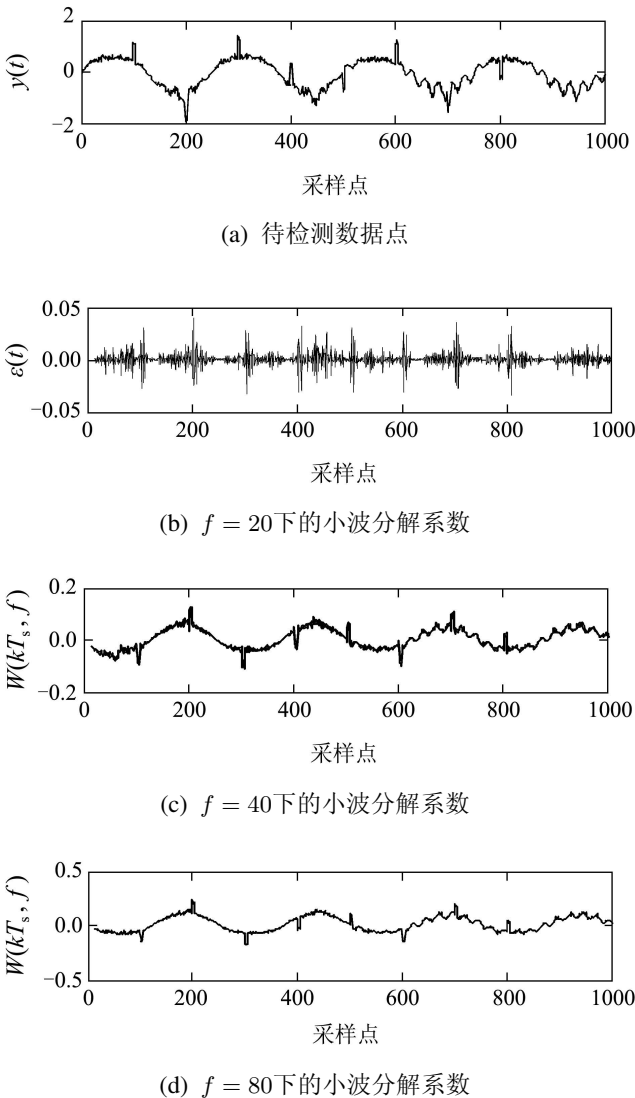 2
0
−2
y(t)
0 200 400 600 800 1000
采样点
(a) 待检测数据点
0.05
0.00
−0.05
ε(t)
0 200 400 600 800 1000
采样点
(b) f = 20下的小波分解系数
0.2
0.0
−0.2
W(kTs, f)
0 200 400 600 800 1000
采样点
(c) f = 40下的小波分解系数
0.5
0.0
−0.5
W(kTs, f)
0 200 400 600 800 1000
采样点
(d) f = 80下的小波分解系数